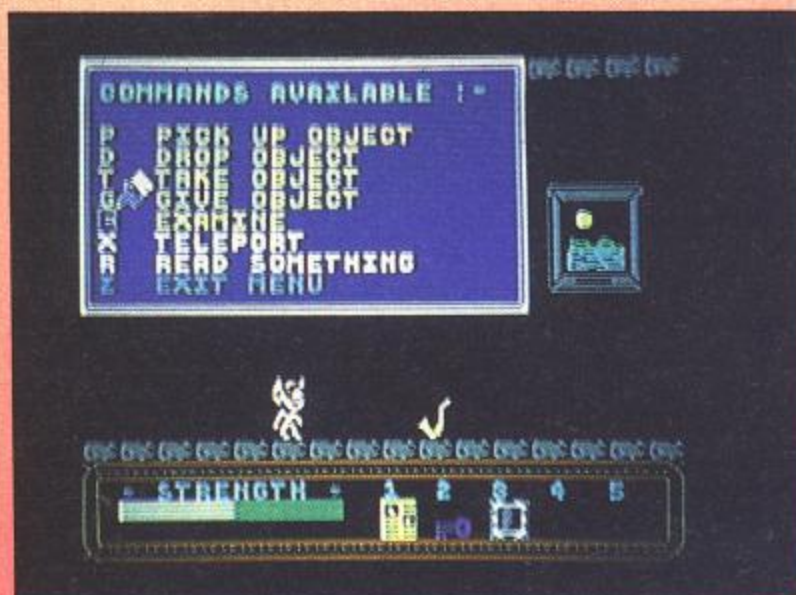 COMMANDS AVAILABLE :-
P PICK UP OBJECT
D DROP OBJECT
T TAKE OBJECT
G GIVE OBJECT
E EXAMINE
X TELEPORT
R READ SOMETHING
Z EXIT MENU
- STRENGTH - 1 2 3 4 5